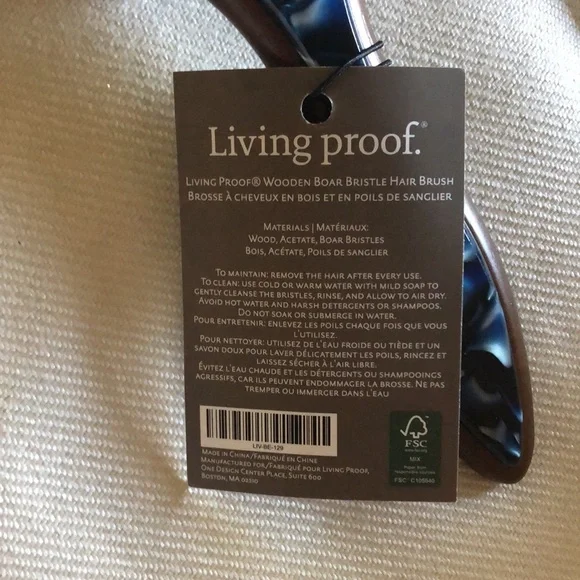 Living proof.®
LIVING PROOF® WOODEN BOAR BRISTLE HAIR BRUSH
BROSSE À CHEVEUX EN BOIS ET EN POILS DE SANGLIER
MATERIALS | MATÉRIAUX:
WOOD, ACETATE, BOAR BRISTLES
BOIS, ACÉTATE, POILS DE SANGLIER
TO MAINTAIN: REMOVE THE HAIR AFTER EVERY USE.
TO CLEAN: USE COLD OR WARM WATER WITH MILD SOAP TO
GENTLY CLEANSE THE BRISTLES, RINSE, AND ALLOW TO AIR DRY.
AVOID HOT WATER AND HARSH DETERGENTS OR SHAMPOOS.
DO NOT SOAK OR SUBMERGE IN WATER.
POUR ENTRETENIR: ENLEVEZ LES POILS CHAQUE FOIS QUE VOUS
L'UTILISEZ.
POUR NETTOYER: UTILISEZ DE L'EAU FROIDE OU TIÈDE ET UN
SAVON DOUX POUR LAVER DÉLICATEMENT LES POILS, RINCEZ ET
LAISSEZ SÉCHER À L'AIR LIBRE.
ÉVITEZ L'EAU CHAUDE ET LES DÉTERGENTS OU SHAMPOOINGS
AGRESSIFS, CAR ILS PEUVENT ENDOMMAGER LA BROSSE. NE PAS
TREMPER OU IMMERGER DANS L'EAU
LIV-BE-129
MADE IN CHINA/FABRIQUÉ EN CHINE
MANUFACTURED FOR/FABRIQUÉ POUR LIVING PROOF,
ONE DESIGN CENTER PLACE, SUITE 600
BOSTON, MA 02210
FSC
www.fsc.org
MIX
FSC® C105940